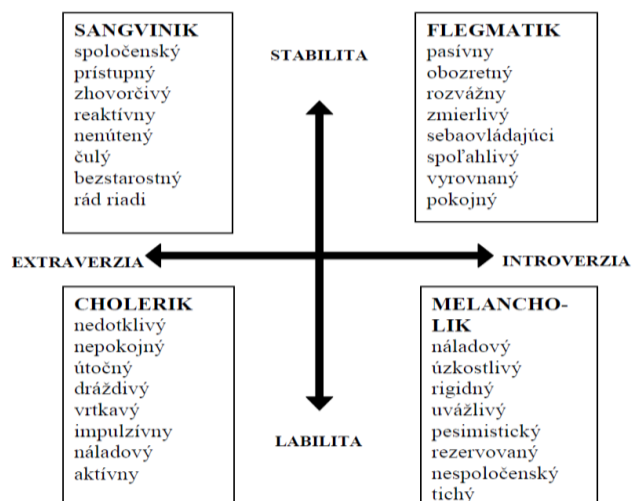 SANGVINIK
spoločenský
prístupný
zhovorčivý
reaktívny
nenútený
čulý
bezstarostný
rád riadi
STABILITA
FLEGMATIK
pasívny
obozretný
rozvážny
zmierlivý
sebaovládajúci
spoľahlivý
vyrovnaný
pokojný
EXTRAVERZIA
INTROVERZIA
CHOLERIK
nedotklivý
nepokojný
útočný
dráždivý
vrtkavý
impulzívny
náladový
aktívny
LABILITA
MELANCHO-
LIK
náladový
úzkostlivý
rigidný
uvážlivý
pesimistický
rezervovaný
nespoločenský
tichý